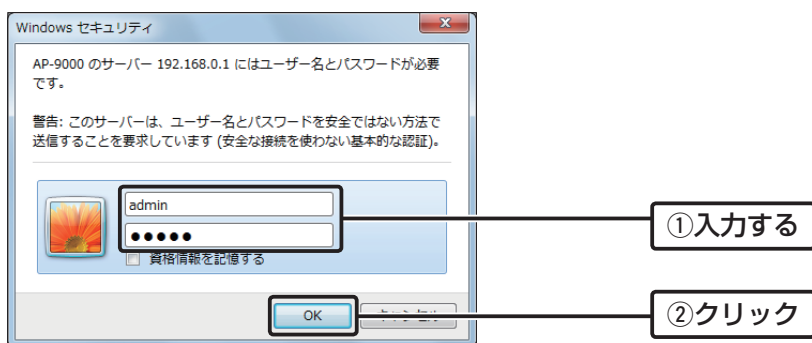 Windows セキュリティ
AP-9000 のサーバー 192.168.0.1 にはユーザー名とパスワードが必要
です。
警告: このサーバーは、ユーザー名とパスワードを安全ではない方法で
送信することを要求しています (安全な接続を使わない基本的な認証)。
admin
●●●●●
①入力する
資格情報を記憶する
OK
②クリック